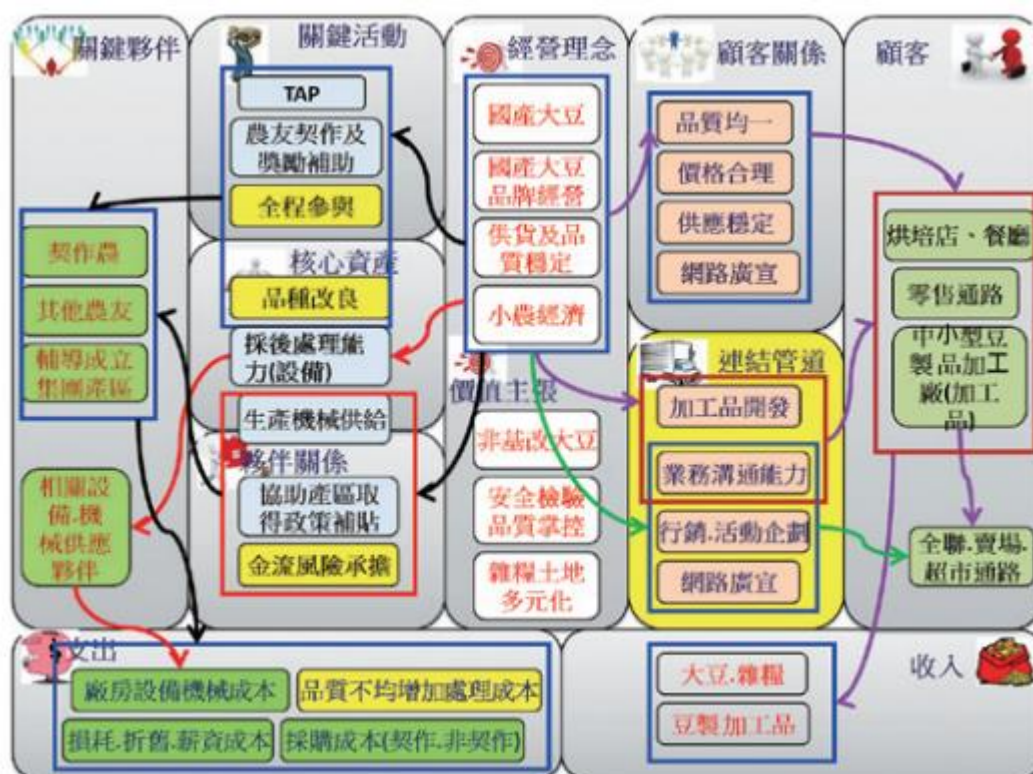 關鍵夥伴
契作農
其他農友
輔導成立
集團產區
相關設
備.機
械供應
夥伴
關鍵活動
TAP
農友契作及
獎勵補助
全程參與
核心資產
品種改良
採後處理能
力(設備)
生產機械供給
夥伴關係
協助產區取
得政策補貼
金流風險承擔
經營理念
國產大豆
國產大豆
品牌經營
供貨及品
質穩定
小農經濟
價值主張
非基改大豆
安全檢驗
品質掌控
雜糧土地
多元化
顧客關係
品質均一
價格合理
供應穩定
網路廣宣
連結管道
加工品開發
業務溝通能力
行銷.活動企劃
網路廣宣
顧客
烘培店、餐廳
零售通路
中小型豆
製品加工
廠(加工
品)
全聯.賣場.
超市通路
支出
廠房設備機械成本
品質不均增加處理成本
損耗.折舊.薪資成本
採購成本(契作.非契作)
收入
大豆.雜糧
豆製加工品